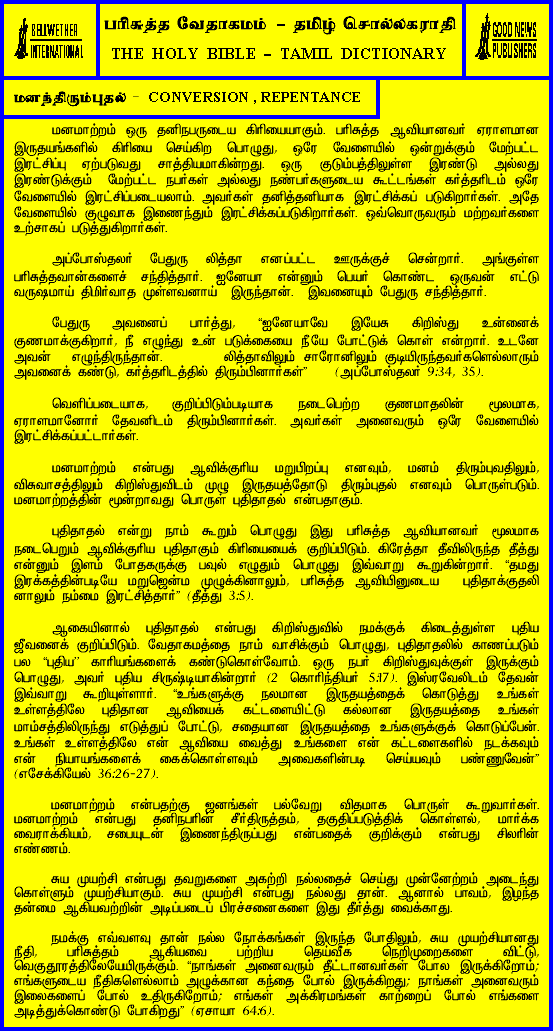 BELLWETHER
INTERNATIONAL
பரிசுத்த வேதாகமம் - தமிழ் சொல்லகராதி
THE HOLY BIBLE - TAMIL DICTIONARY
GOOD NEWS
PUBLISHERS
மனத்திரும்புதல் - CONVERSION , REPENTANCE
மனமாற்றம் ஒரு தனிநபருடைய கிரியையாகும். பரிசுத்த ஆவியானவர் ஏராளமான
இருதயங்களில் கிரியை செய்கிற பொழுது, ஒரே வேளையில் ஒன்றுக்கும் மேற்பட்ட
இரட்சிப்பு ஏற்படுவது சாத்தியமாகின்றது. ஒரு குடும்பத்திலுள்ள இரண்டு அல்லது
இரண்டுக்கும் மேற்பட்ட நபர்கள் அல்லது நண்பர்களுடைய கூட்டங்கள் கர்த்தரிடம் ஒரே
வேளையில் இரட்சிப்படையலாம். அவர்கள் தனித்தனியாக இரட்சிக்கப் படுகிறார்கள். அதே
வேளையில் குழுவாக இணைந்தும் இரட்சிக்கப்படுகிறார்கள். ஒவ்வொருவரும் மற்றவர்களை
உற்சாகப் படுத்துகிறார்கள்.
அப்போஸ்தலர் பேதுரு லித்தா எனப்பட்ட ஊருக்குச் சென்றார். அங்குள்ள
பரிசுத்தவான்களைச் சந்தித்தார். ஐனேயா என்னும் பெயர் கொண்ட ஒருவன் எட்டு
வருஷமாய் திமிர்வாத முள்ளவனாய் இருந்தான். இவனையும் பேதுரு சந்தித்தார்.
பேதுரு அவனைப் பார்த்து, “ஐனேயாவே இயேசு கிறிஸ்து உன்னைக்
குணமாக்குகிறார், நீ எழுந்து உன் படுக்கையை நீயே போட்டுக் கொள் என்றார். உடனே
அவன் எழுந்திருந்தான். லித்தாவிலும் சாரோனிலும் குடியிருந்தவர்களெல்லாரும்
அவனைக் கண்டு, கர்த்தரிடத்தில் திரும்பினார்கள்” (அப்போஸ்தலர் 9:34, 35).
வெளிப்படையாக, குறிப்பிடும்படியாக நடைபெற்ற குணமாதலின் மூலமாக,
ஏராளமானோர் தேவனிடம் திரும்பினார்கள். அவர்கள் அனைவரும் ஒரே வேளையில்
இரட்சிக்கப்பட்டார்கள்.
மனமாற்றம் என்பது ஆவிக்குரிய மறுபிறப்பு எனவும், மனம் திரும்புவதிலும்,
விசுவாசத்திலும் கிறிஸ்துவிடம் முழு இருதயத்தோடு திரும்புதல் எனவும் பொருள்படும்.
மனமாற்றத்தின் மூன்றாவது பொருள் புதிதாதல் என்பதாகும்.
புதிதாதல் என்று நாம் கூறும் பொழுது இது பரிசுத்த ஆவியானவர் மூலமாக
நடைபெறும் ஆவிக்குரிய புதிதாகும் கிரியையைக் குறிப்பிடும். கிரேத்தா தீவிலிருந்த தீத்து
என்னும் இளம் போதகருக்கு பவுல் எழுதும் பொழுது இவ்வாறு கூறுகின்றார். “தமது
இரக்கத்தின்படியே மறுஜென்ம முழுக்கினாலும், பரிசுத்த ஆவியினுடைய புதிதாக்குதலி
னாலும் நம்மை இரட்சித்தார்” (தீத்து 3:5).
ஆகையினால் புதிதாதல் என்பது கிறிஸ்துவில் நமக்குக் கிடைத்துள்ள புதிய
ஜீவனைக் குறிப்பிடும். வேதாகமத்தை நாம் வாசிக்கும் பொழுது, புதிதாதலில் காணப்படும்
பல “புதிய” காரியங்களைக் கண்டுகொள்வோம். ஒரு நபர் கிறிஸ்துவுக்குள் இருக்கும்
பொழுது, அவர் புதிய சிருஷ்டியாகின்றார் (2 கொரிந்தியர் 5:17). இஸ்ரவேலிடம் தேவன்
இவ்வாறு கூறியுள்ளார். “உங்களுக்கு நலமான இருதயத்தைக் கொடுத்து உங்கள்
உள்ளத்திலே புதிதான ஆவியைக் கட்டளையிட்டு கல்லான இருதயத்தை உங்கள்
மாம்சத்திலிருந்து எடுத்துப் போட்டு, சதையான இருதயத்தை உங்களுக்குக் கொடுப்பேன்.
உங்கள் உள்ளத்திலே என் ஆவியை வைத்து உங்களை என் கட்டளைகளில் நடக்கவும்
என் நியாயங்களைக் கைக்கொள்ளவும் அவைகளின்படி செய்யவும் பண்ணுவேன்”
(எசேக்கியேல் 36:26-27).
மனமாற்றம் என்பதற்கு ஜனங்கள் பல்வேறு விதமாக பொருள் கூறுவார்கள்.
மனமாற்றம் என்பது தனிநபரின் சீர்திருத்தம், தகுதிப்படுத்திக் கொள்ளல், மார்க்க
வைராக்கியம், சபையுடன் இணைந்திருப்பது என்பதைக் குறிக்கும் என்பது சிலரின்
எண்ணம்.
சுய முயற்சி என்பது தவறுகளை அகற்றி நல்லதைச் செய்து முன்னேற்றம் அடைந்து
கொள்ளும் முயற்சியாகும். சுய முயற்சி என்பது நல்லது தான். ஆனால் பாவம், இழந்த
தன்மை ஆகியவற்றின் அடிப்படைப் பிரச்சனைகளை இது தீர்த்து வைக்காது.
நமக்கு எவ்வளவு தான் நல்ல நோக்கங்கள் இருந்த போதிலும், சுய முயற்சியானது
நீதி, பரிசுத்தம் ஆகியவை பற்றிய தெய்வீக நெறிமுறைகளை விட்டு,
வெகுதூரத்திலேயேயிருக்கும். “நாங்கள் அனைவரும் தீட்டானவர்கள் போல இருக்கிறோம்;
எங்களுடைய நீதிகளெல்லாம் அழுக்கான கந்தை போல் இருக்கிறது; நாங்கள் அனைவரும்
இலைகளைப் போல் உதிருகிறோம்; எங்கள் அக்கிரமங்கள் காற்றைப் போல் எங்களை
அடித்துக்கொண்டு போகிறது” (ஏசாயா 64:6).